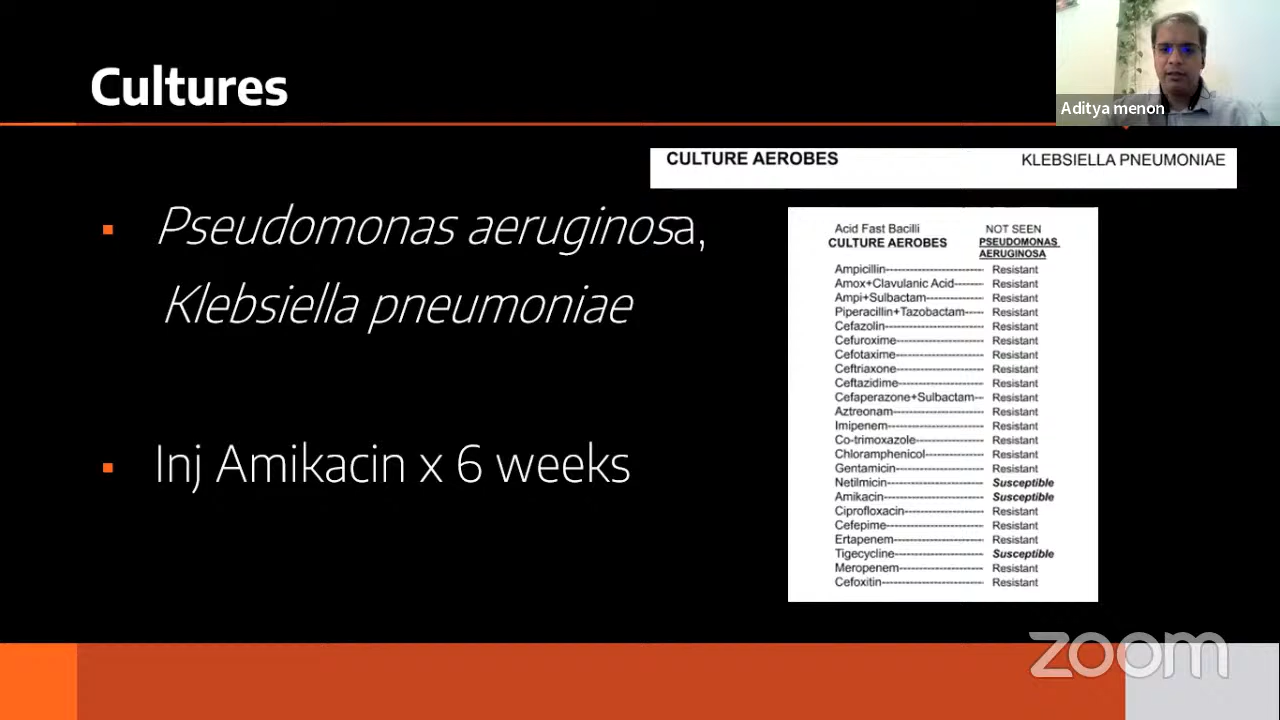 Cultures
Aditya menon
CULTURE AEROBES KLEBSIELLA PNEUMONIAE
Pseudomonas aeruginosa,
Klebsiella pneumoniae
Inj Amikacin x 6 weeks
Acid Fast Bacilli NOT SEEN
CULTURE AEROBES PSEUDOMONAS
AERUGINOSA
Ampicillin---------------------------- Resistant
Amox+Clavulanic Acid------- Resistant
Ampi+Sulbactam-------------- Resistant
Piperacillin+Tazobactam----- Resistant
Cefazolin--------------------------- Resistant
Cefuroxime------------------------ Resistant
Cefotaxime------------------------ Resistant
Ceftriaxone------------------------ Resistant
Ceftazidime------------------------ Resistant
Cefaperazone+Sulbactam-- Resistant
Aztreonam------------------------- Resistant
Imipenem-------------------------- Resistant
Co-trimoxazole------------------- Resistant
Chloramphenicol---------------- Resistant
Gentamicin------------------------ Resistant
Netilmicin-------------------------- Susceptible
Amikacin--------------------------- Susceptible
Ciprofloxacin---------------------- Resistant
Cefepime-------------------------- Resistant
Ertapenem------------------------ Resistant
Tigecycline------------------------ Susceptible
Meropenem----------------------- Resistant
Cefoxitin---------------------------- Resistant
zoom